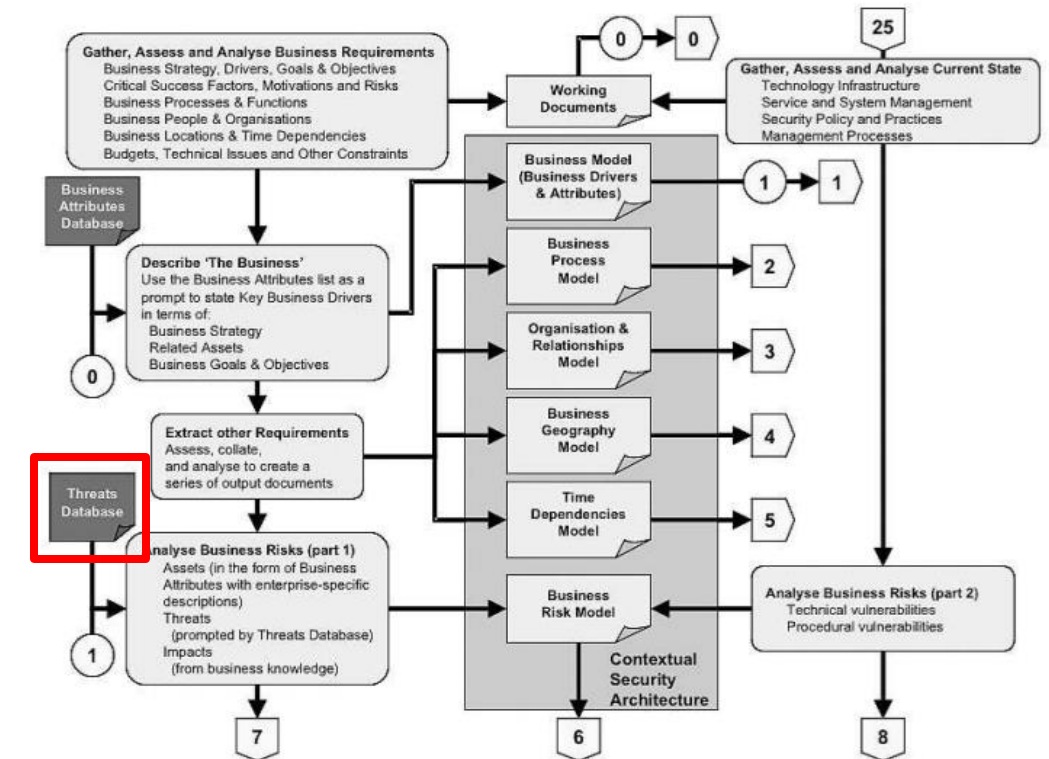 0
0
25
Gather, Assess and Analyse Business Requirements
Business Strategy, Drivers, Goals & Objectives
Critical Success Factors, Motivations and Risks
Business Processes & Functions
Business People & Organisations
Business Locations & Time Dependencies
Budgets, Technical Issues and Other Constraints
Working
Documents
Gather, Assess and Analyse Current State
Technology Infrastructure
Service and System Management
Security Policy and Practices
Management Processes
Business
Attributes
Database
Business Model
(Business Drivers
& Attributes)
1
1
Describe 'The Business'
Use the Business Attributes list as a
prompt to state Key Business Drivers
in terms of:
Business Strategy
Related Assets
Business Goals & Objectives
0
Business
Process
Model
2
Organisation &
Relationships
Model
3
Extract other Requirements
Assess, collate,
and analyse to create a
series of output documents
Business
Geography
Model
4
Threats
Database
Time
Dependencies
Model
5
Analyse Business Risks (part 1)
Assets (in the form of Business
Attributes with enterprise-specific
descriptions)
Threats
(prompted by Threats Database)
Impacts
(from business knowledge)
1
Business
Risk Model
Analyse Business Risks (part 2)
Technical vulnerabilities
Procedural vulnerabilities
Contextual
Security
Architecture
7
6
8